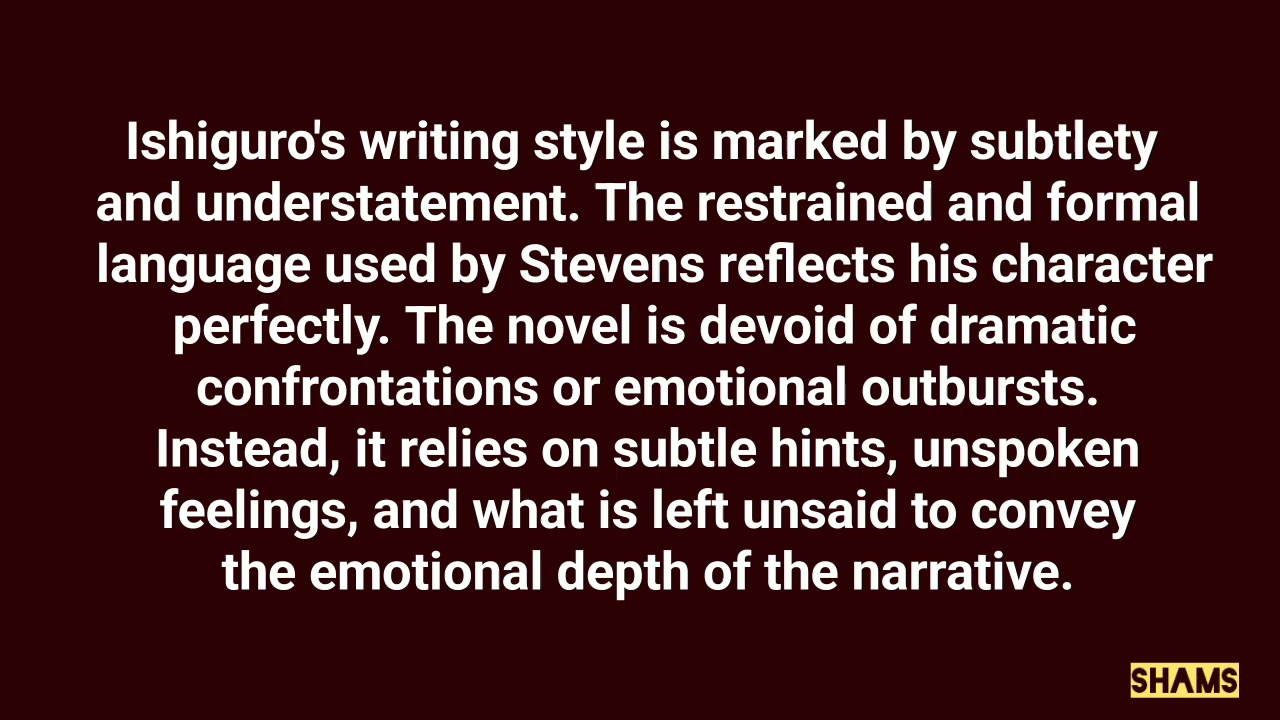 Ishiguro's writing style is marked by subtlety
and understatement. The restrained and formal
language used by Stevens reflects his character
perfectly. The novel is devoid of dramatic
confrontations or emotional outbursts.
Instead, it relies on subtle hints, unspoken
feelings, and what is left unsaid to convey
the emotional depth of the narrative.
SHAMS